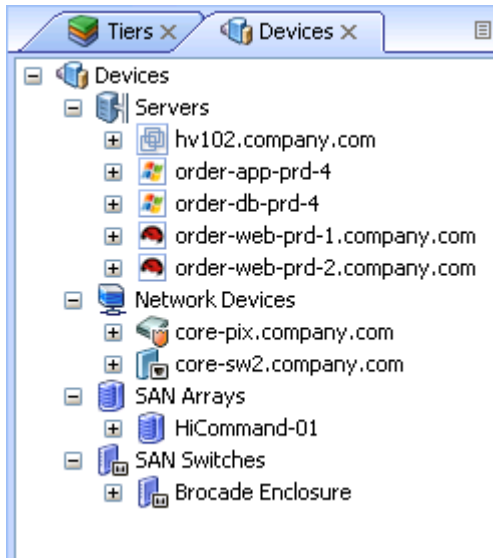 Tiers Devices
Devices
Servers
hv102.company.com
order-app-prd-4
order-db-prd-4
order-web-prd-1.company.com
order-web-prd-2.company.com
Network Devices
core-pix.company.com
core-sw2.company.com
SAN Arrays
HiCommand-01
SAN Switches
Brocade Enclosure